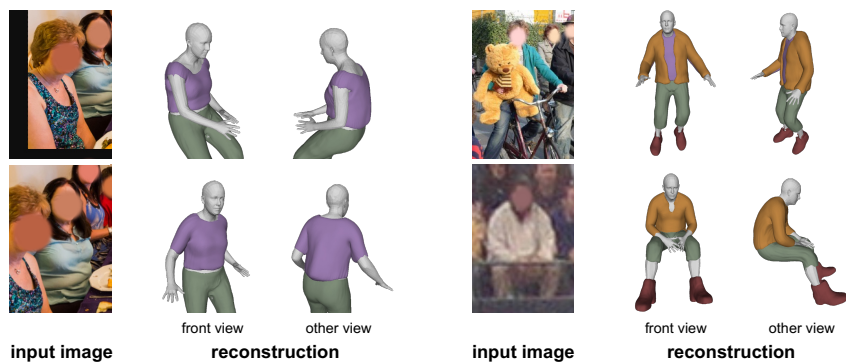 front view other view front view other view
input image reconstruction input image reconstruction